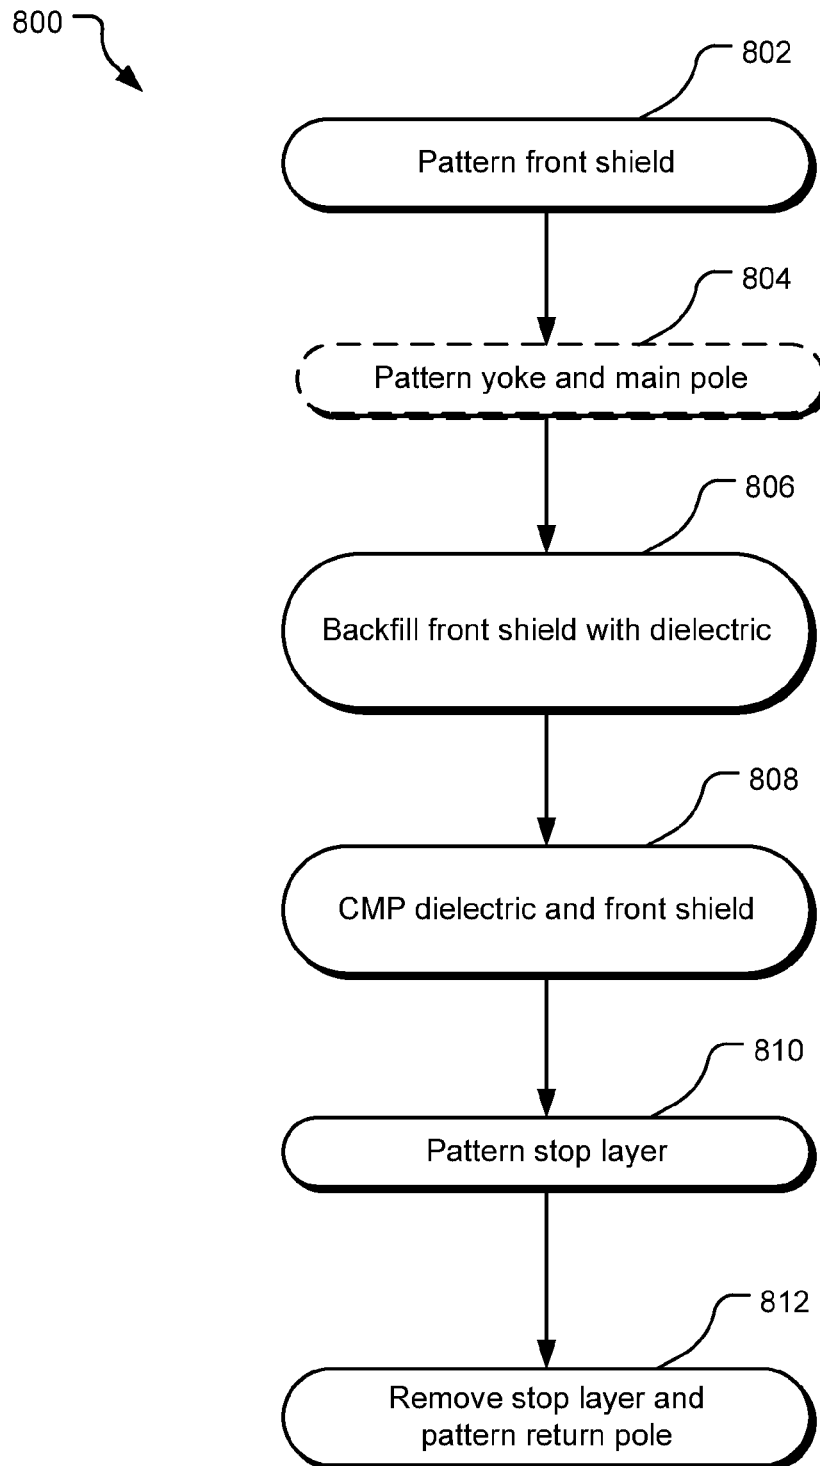 800
802
Pattern front shield
804
Pattern yoke and main pole
806
Backfill front shield with dielectric
808
CMP dielectric and front shield
810
Pattern stop layer
812
Remove stop layer and
pattern return pole